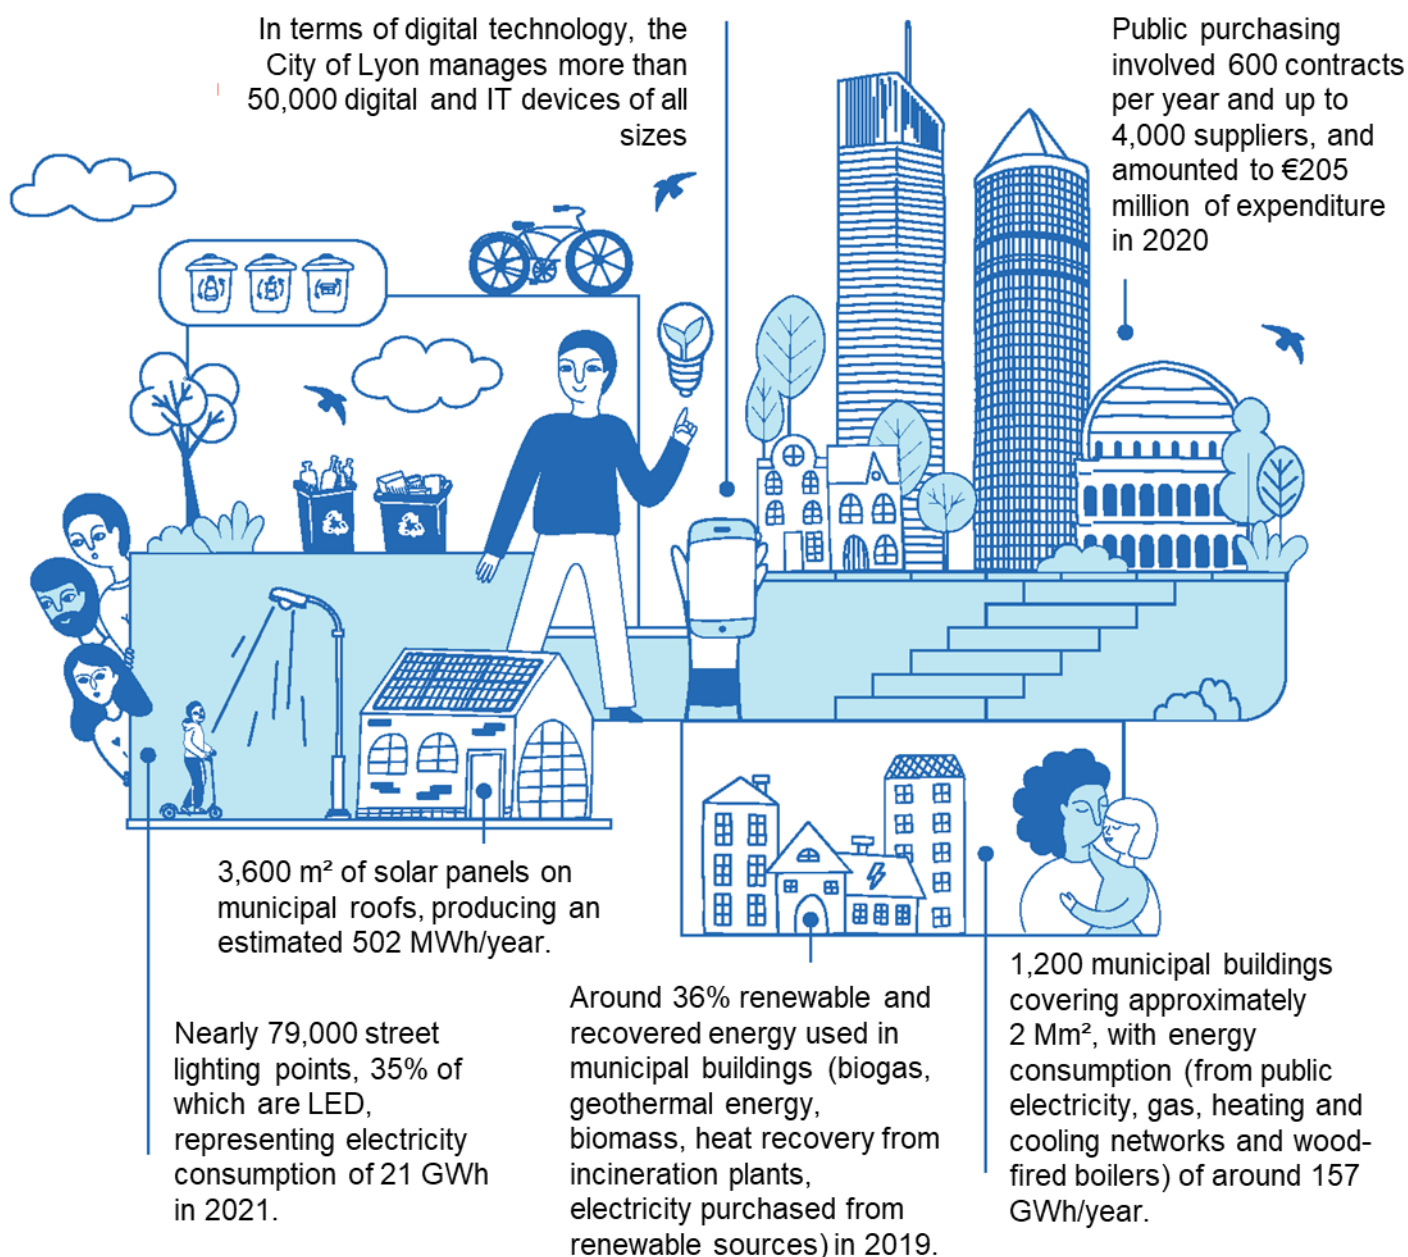 In terms of digital technology, the
City of Lyon manages more than
50,000 digital and IT devices of all
sizes
Public purchasing
involved 600 contracts
per year and up to
4,000 suppliers, and
amounted to €205
million of expenditure
in 2020
3,600 m² of solar panels on
municipal roofs, producing an
estimated 502 MWh/year.
Nearly 79,000 street
lighting points, 35% of
which are LED,
representing electricity
consumption of 21 GWh
in 2021.
Around 36% renewable and
recovered energy used in
municipal buildings (biogas,
geothermal energy,
biomass, heat recovery from
incineration plants,
electricity purchased from
renewable sources) in 2019.
1,200 municipal buildings
covering approximately
2 Mm², with energy
consumption (from public
electricity, gas, heating and
cooling networks and wood-
fired boilers) of around 157
GWh/year.